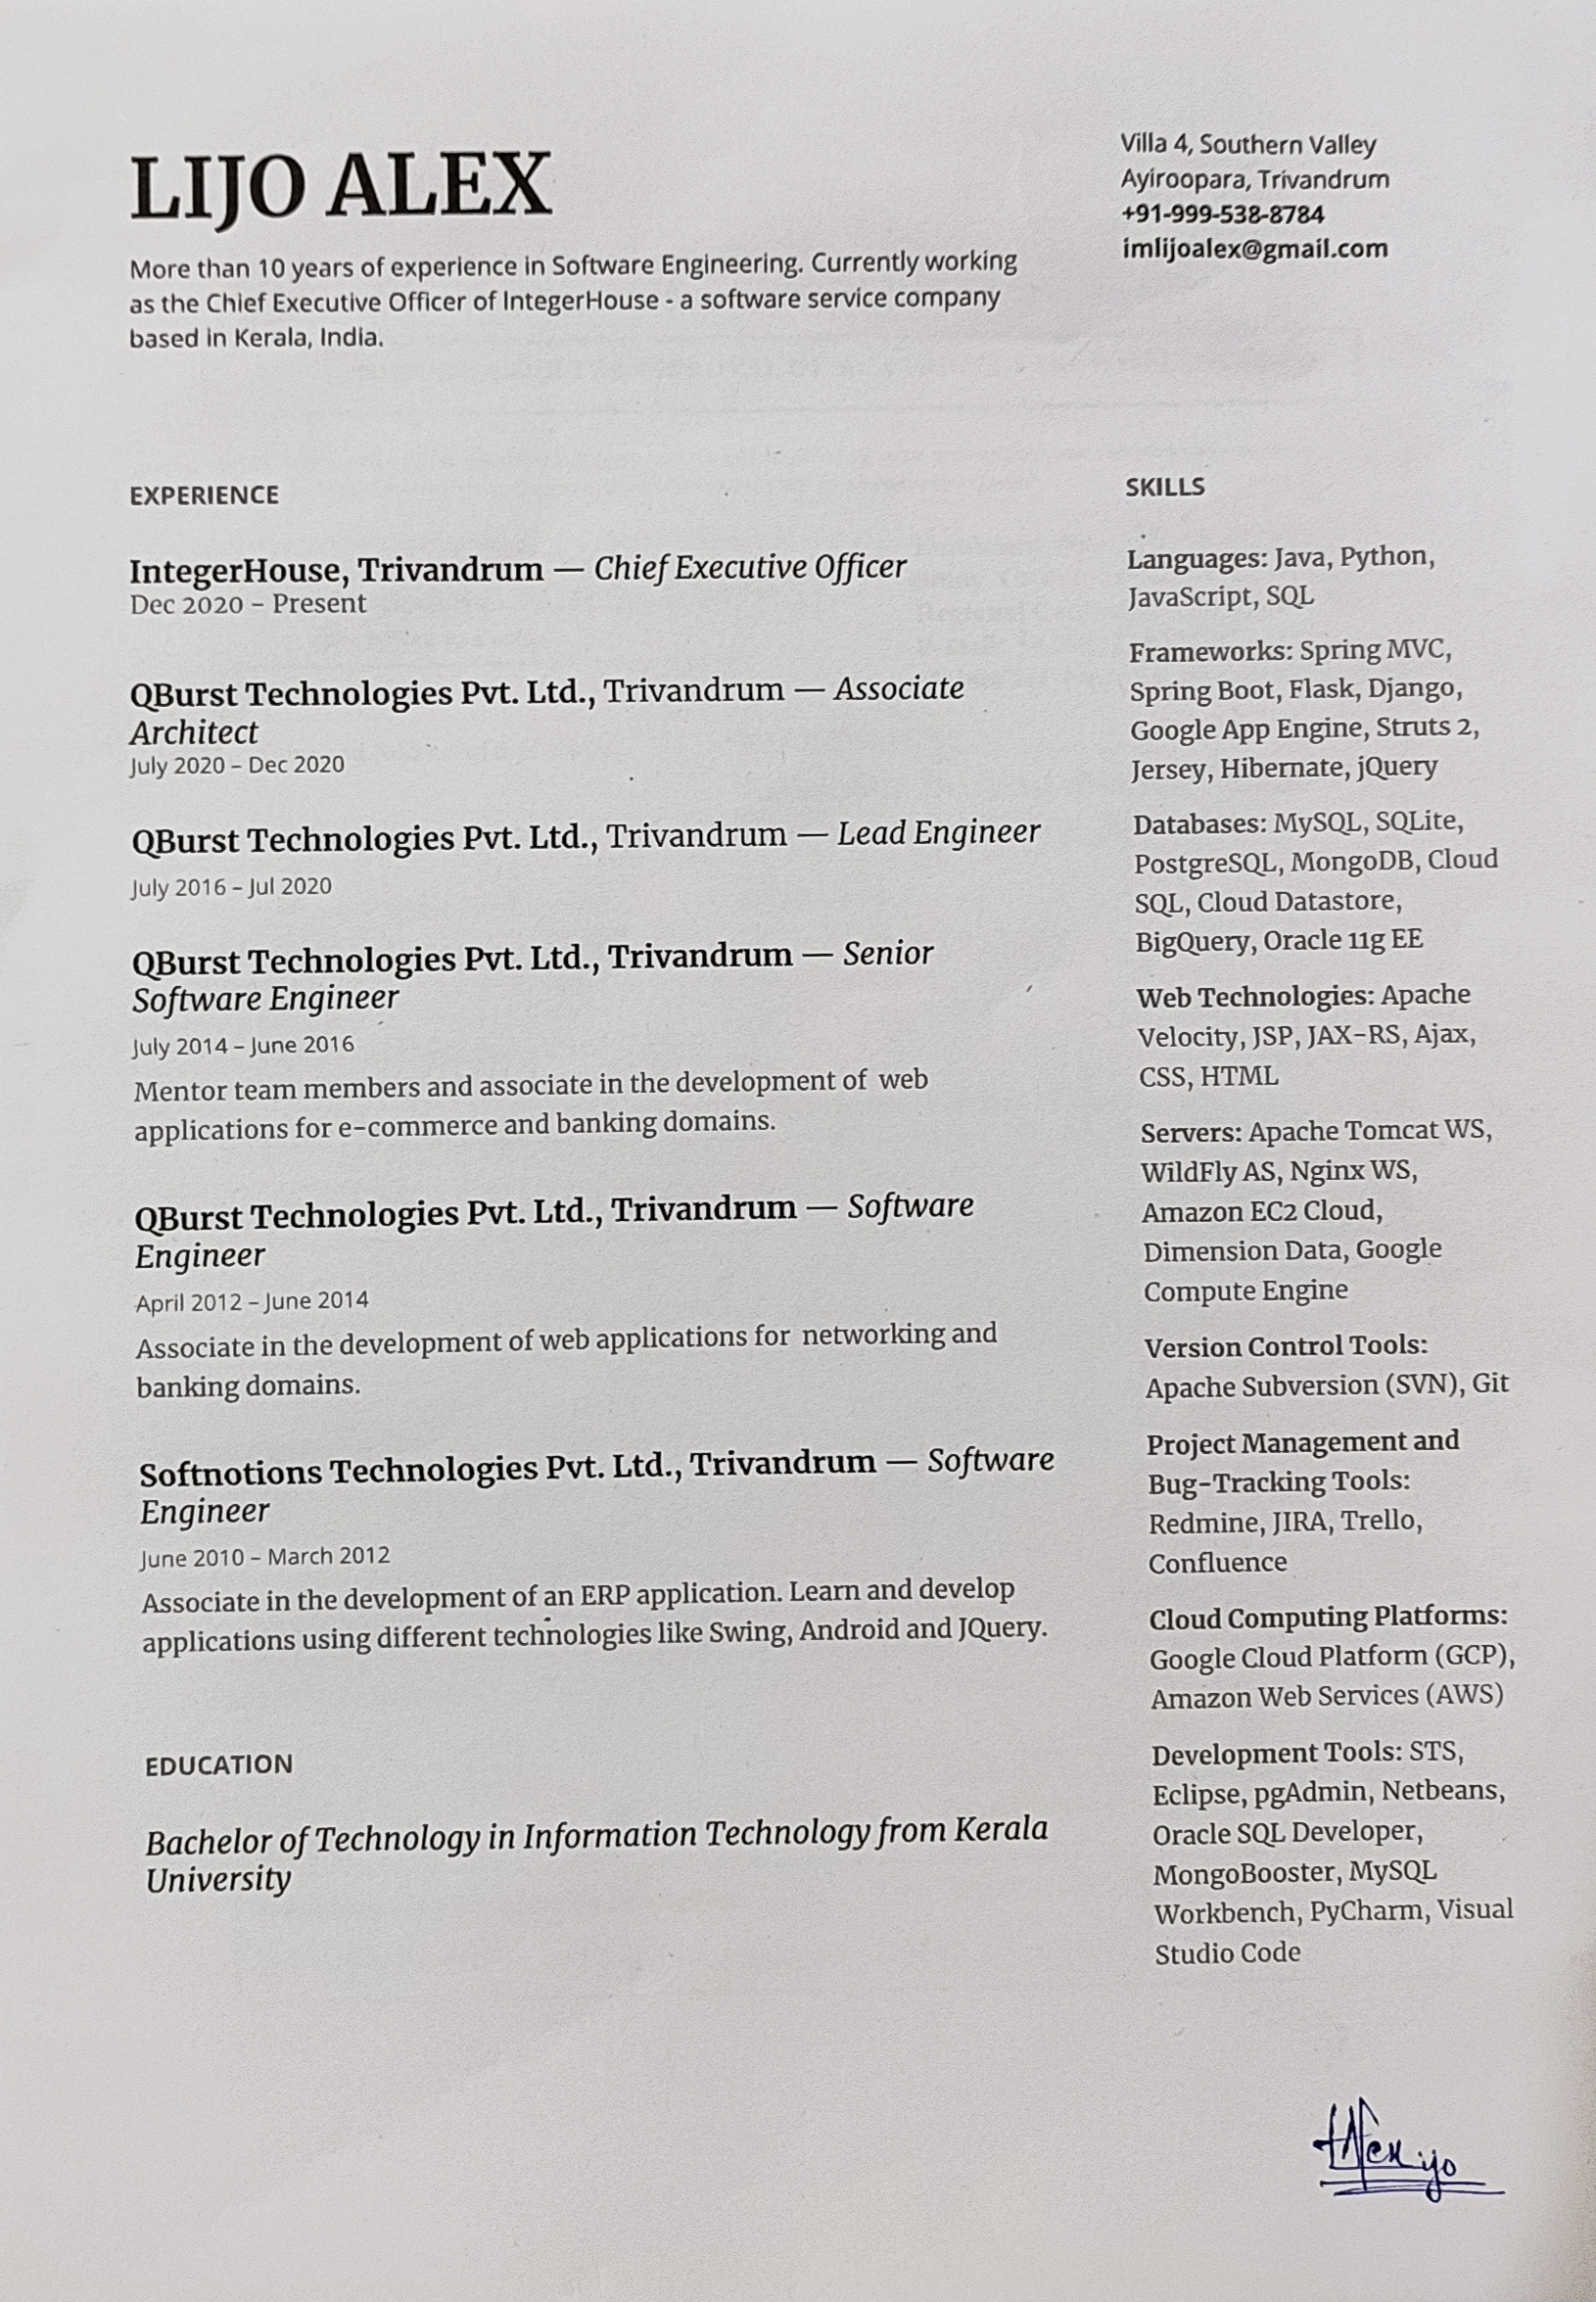 LIJO ALEX
More than 10 years of experience in Software Engineering. Currently working
as the Chief Executive Officer of IntegerHouse - a software service company
based in Kerala, India.
Villa 4, Southern Valley
Ayiroopara, Trivandrum
+91-999-538-8784
imlijoalex@gmail.com
EXPERIENCE
IntegerHouse, Trivandrum — Chief Executive Officer
Dec 2020 – Present
QBurst Technologies Pvt. Ltd., Trivandrum — Associate
Architect
July 2020 – Dec 2020
QBurst Technologies Pvt. Ltd., Trivandrum — Lead Engineer
July 2016 – Jul 2020
QBurst Technologies Pvt. Ltd., Trivandrum — Senior
Software Engineer
July 2014 – June 2016
Mentor team members and associate in the development of web
applications for e-commerce and banking domains.
QBurst Technologies Pvt. Ltd., Trivandrum — Software
Engineer
April 2012 – June 2014
Associate in the development of web applications for networking and
banking domains.
Softnotions Technologies Pvt. Ltd., Trivandrum — Software
Engineer
June 2010 – March 2012
Associate in the development of an ERP application. Learn and develop
applications using different technologies like Swing, Android and JQuery.
EDUCATION
Bachelor of Technology in Information Technology from Kerala
University
SKILLS
Languages: Java, Python,
JavaScript, SQL
Frameworks: Spring MVC,
Spring Boot, Flask, Django,
Google App Engine, Struts 2,
Jersey, Hibernate, jQuery
Databases: MySQL, SQLite,
PostgreSQL, MongoDB, Cloud
SQL, Cloud Datastore,
BigQuery, Oracle 11g EE
Web Technologies: Apache
Velocity, JSP, JAX-RS, Ajax,
CSS, HTML
Servers: Apache Tomcat WS,
WildFly AS, Nginx WS,
Amazon EC2 Cloud,
Dimension Data, Google
Compute Engine
Version Control Tools:
Apache Subversion (SVN), Git
Project Management and
Bug-Tracking Tools:
Redmine, JIRA, Trello,
Confluence
Cloud Computing Platforms:
Google Cloud Platform (GCP),
Amazon Web Services (AWS)
Development Tools: STS,
Eclipse, pgAdmin, Netbeans,
Oracle SQL Developer,
MongoBooster, MySQL
Workbench, PyCharm, Visual
Studio Code